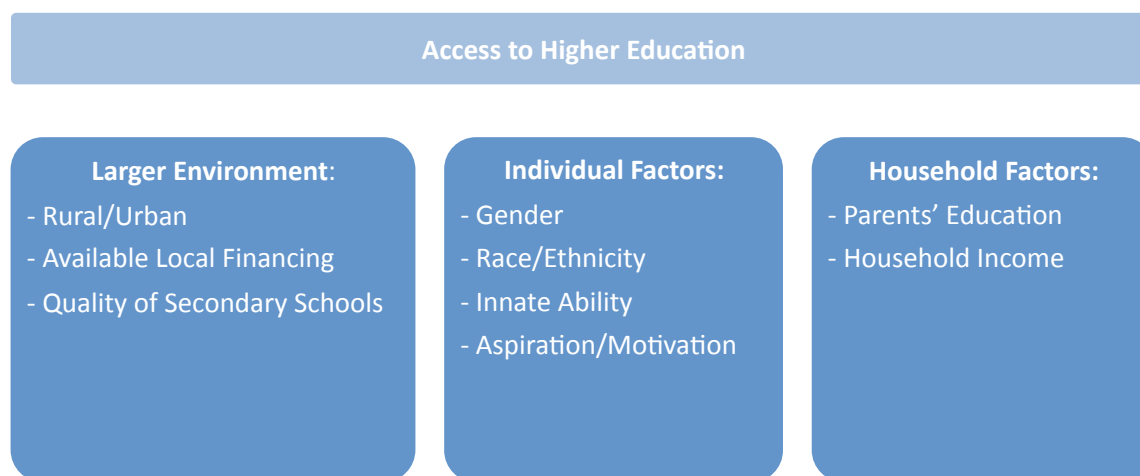 Access to Higher Education
Larger Environment:
- Rural/Urban
- Available Local Financing
- Quality of Secondary Schools
Individual Factors:
- Gender
- Race/Ethnicity
- Innate Ability
- Aspiration/Motivation
Household Factors:
- Parents’ Education
- Household Income